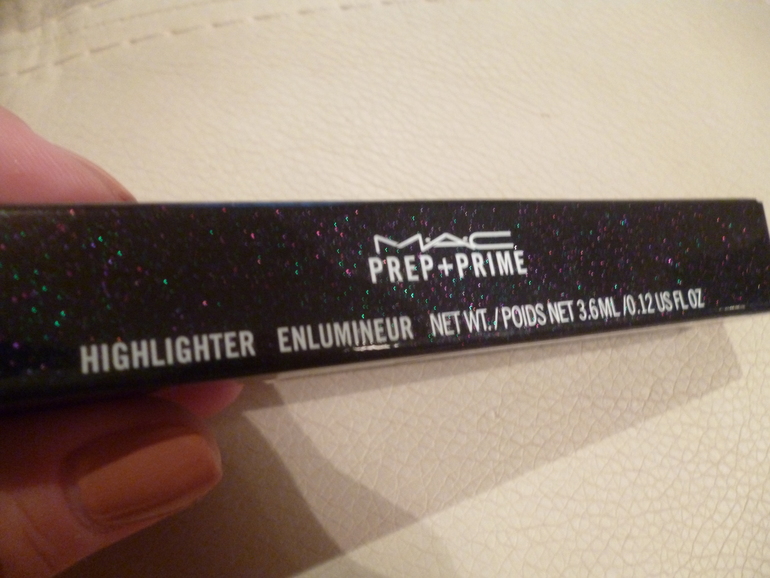 MAC
PREP+PRIME
HIGHLIGHTER ENLUMINEUR NET WT./POIDS NET 3.6 ML /0.12 US FL OZ